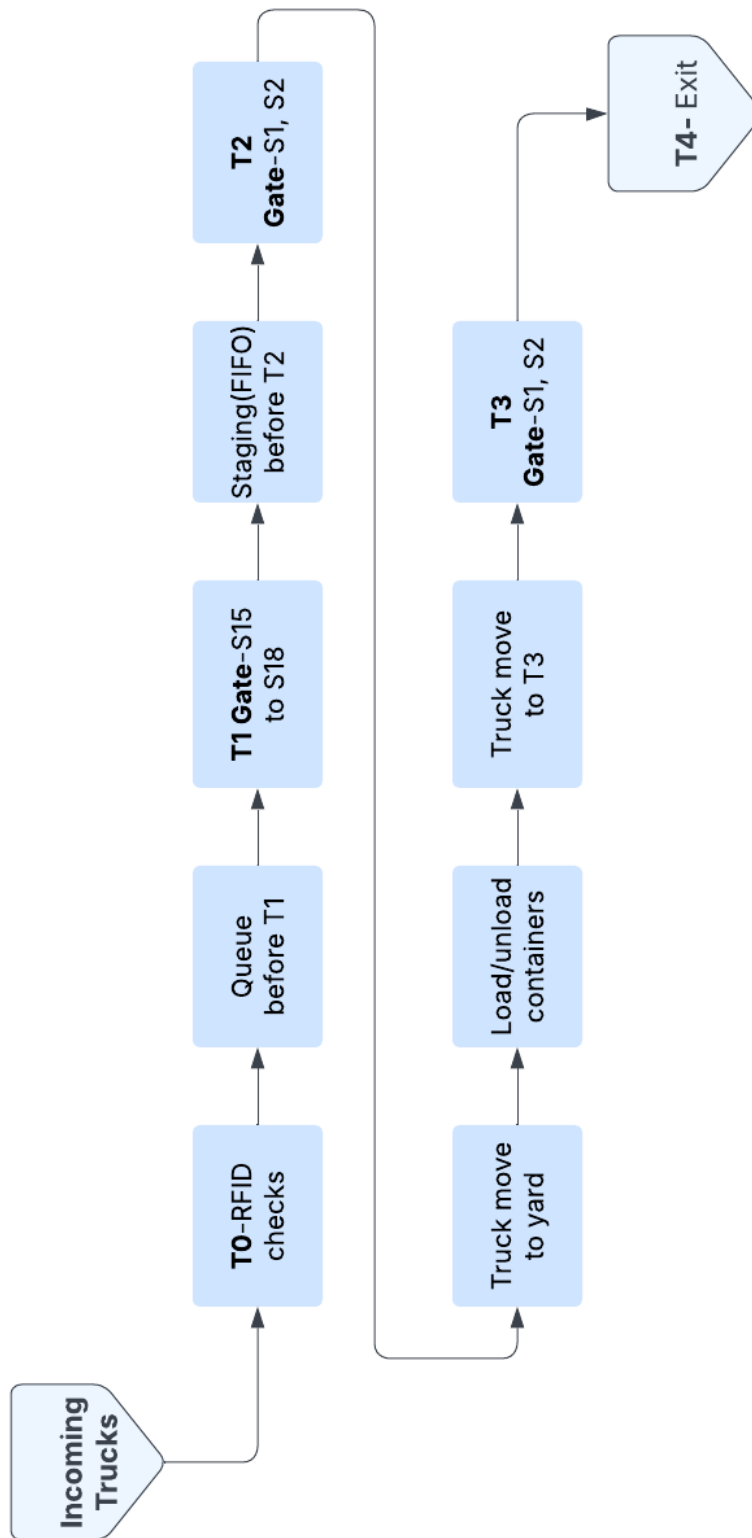 Incoming
Trucks
T0-RFID
checks
Queue
before T1
T1 Gate-S15
to S18
Staging(FIFO)
before T2
T2
Gate-S1, S2
Truck move
to yard
Load/unload
containers
Truck move
to T3
T3
Gate-S1, S2
T4- Exit